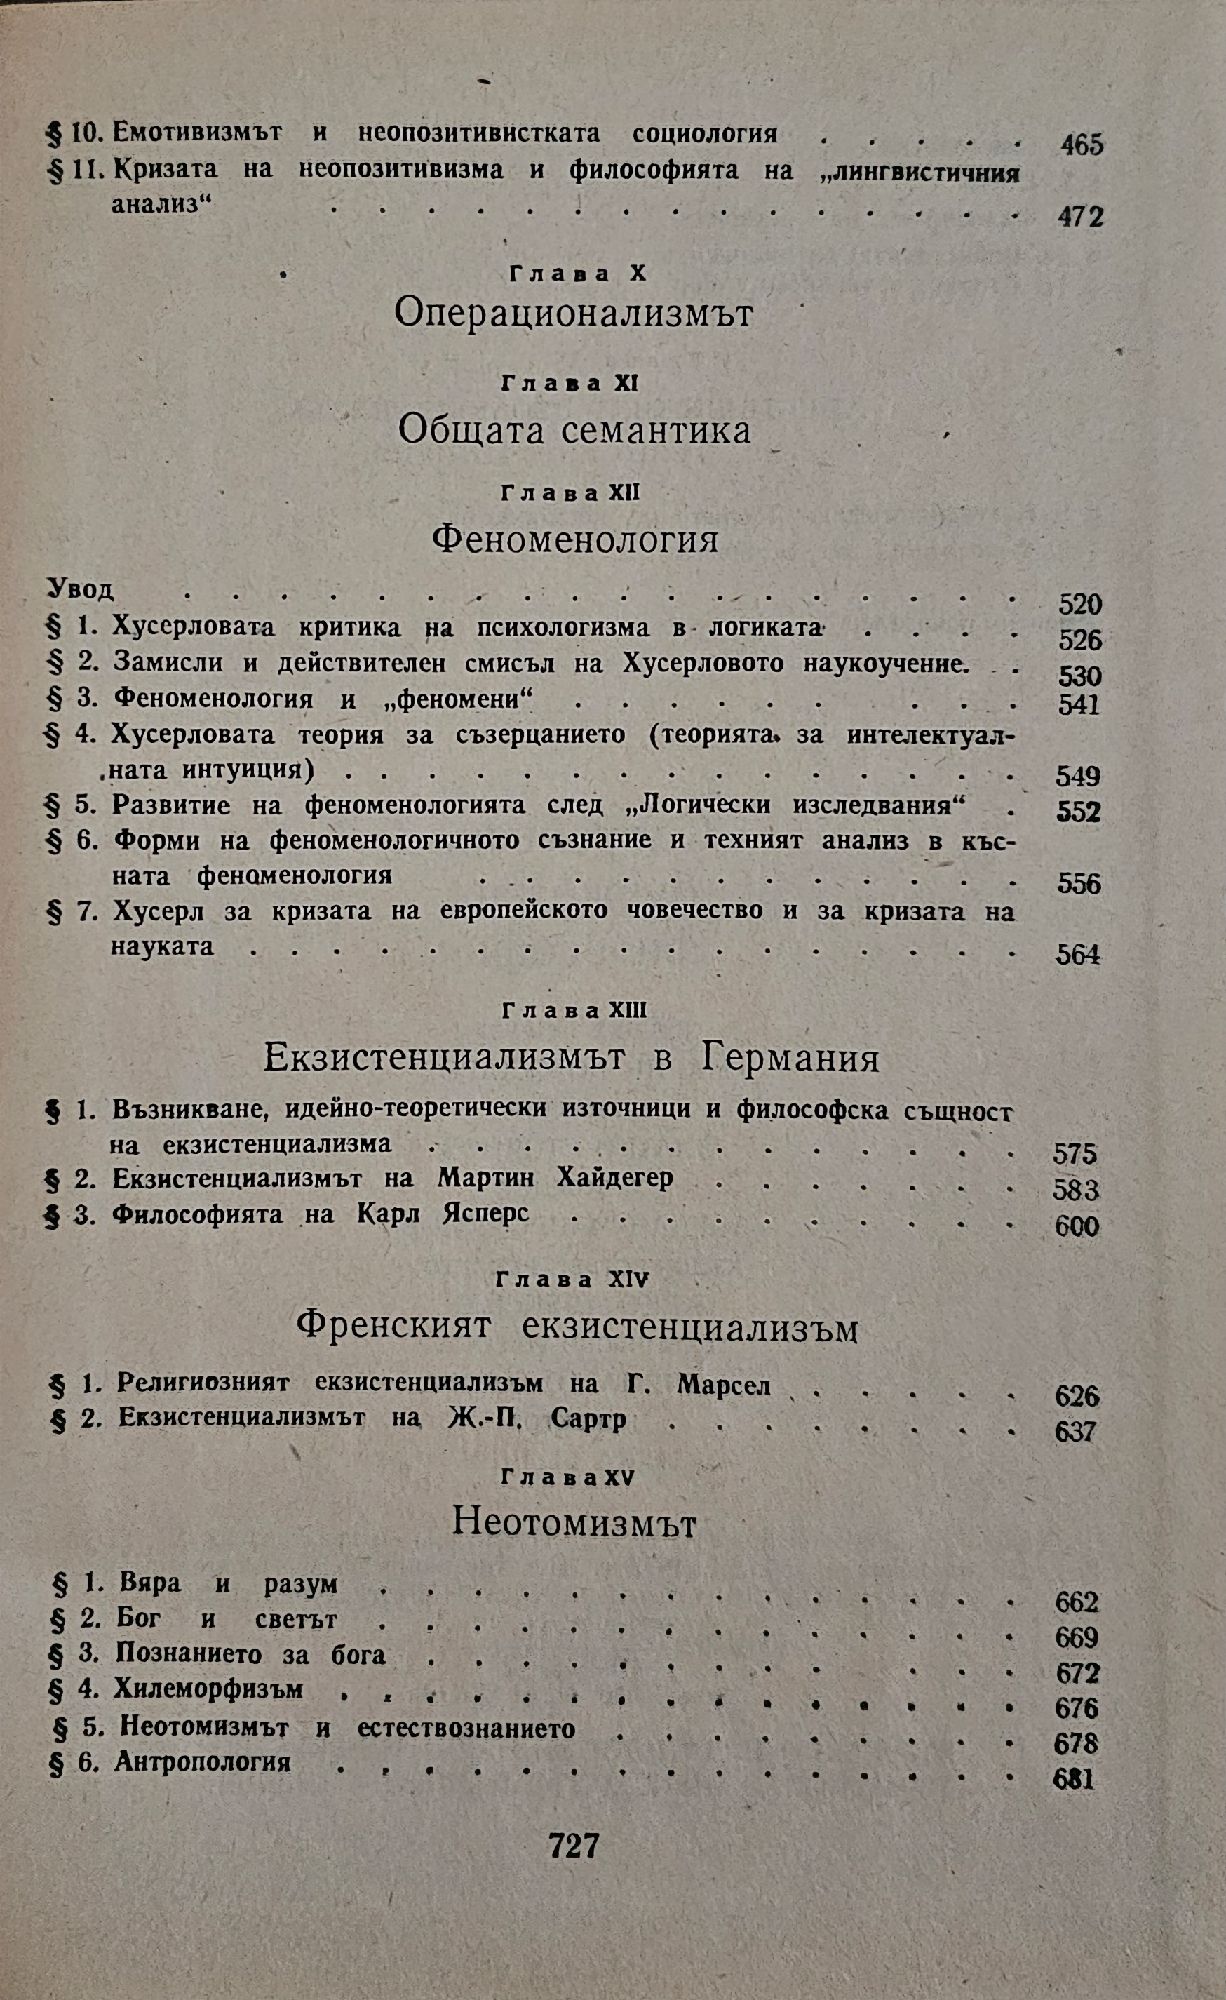 § 10. Емотивизмът и неопозитивистката социология . . . . . 465
§ 11. Кризата на неопозитивизма и философията на „лингвистичния
анализ“ . . . . . . . . . . . . . . . 472
Глава X
Операционализмът
Глава XI
Общата семантика
Глава XII
Феноменология
Увод . . . . . . . . . . . . . . . . . . 520
§ 1. Хусерловата критика на психологизма в логиката . . . . 526
§ 2. Замисли и действителен смисъл на Хусерловото наукоучение. . . 530
§ 3. Феноменология и „феномени“ . . . . . . . . . 541
§ 4. Хусерловата теория за съзерцанието (теорията за интелектуал-
ната интуиция) . . . . . . . . . . . . . . . 549
§ 5. Развитие на феноменологията след „Логически изследвания“ . 552
§ 6. Форми на феноменологичното съзнание и техният анализ в къс-
ната феноменология . . . . . . . . . . . . 556
§ 7. Хусерл за кризата на европейското човечество и за кризата на
науката . . . . . . . . . . . . . . . . . 564
Глава XIII
Екзистенциализмът в Германия
§ 1. Възникване, идейно-теоретически източници и философска същност
на екзистенциализма . . . . . . . . . . . . . 575
§ 2. Екзистенциализмът на Мартин Хайдегер . . . . . . . 583
§ 3. Философията на Карл Ясперс . . . . . . . . . . 600
Глава XIV
Френският екзистенциализъм
§ 1. Религиозният екзистенциализъм на Г. Марсел . . . . . . 626
§ 2. Екзистенциализмът на Ж.-П. Сартр . . . . . . . . 637
Глава XV
Неотомизмът
§ 1. Вяра и разум . . . . . . . . . . . . . . 662
§ 2. Бог и светът . . . . . . . . . . . . . . 669
§ 3. Познанието за бога . . . . . . . . . . . . 672
§ 4. Хилеморфизъм . . . . . . . . . . . . . . . 676
§ 5. Неотомизмът и естествознанието . . . . . . . . . 678
§ 6. Антропология . . . . . . . . . . . . . . . 681
727